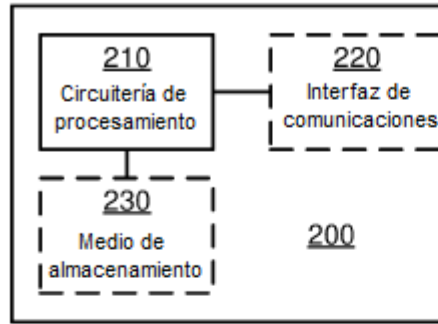 210
Circuitería de
procesamiento
220
Interfaz de
comunicaciones
230
Medio de
almacenamiento
200